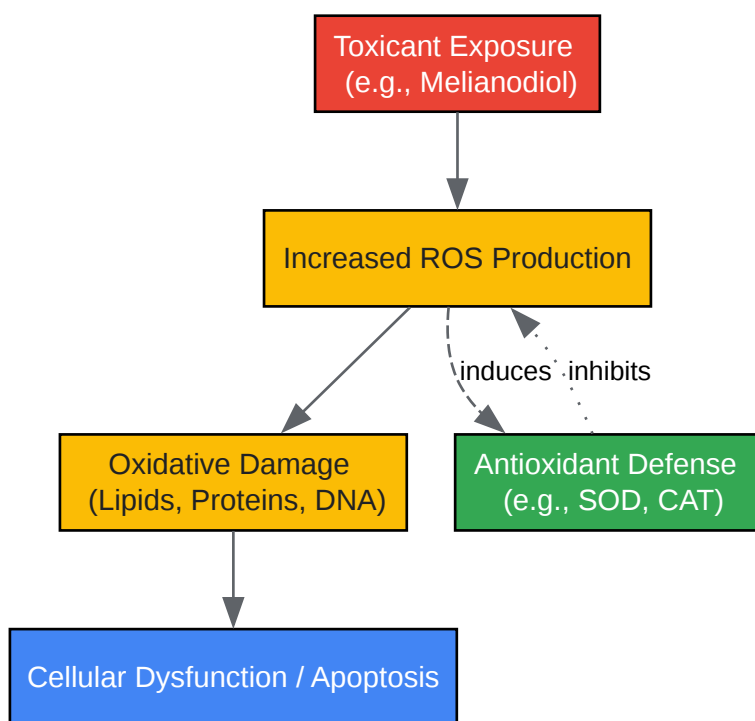 Toxicant Exposure
(e.g., Melianodiol)
Increased ROS Production
induces
inhibits
Oxidative Damage
(Lipids, Proteins, DNA)
Antioxidant Defense
(e.g., SOD, CAT)
Cellular Dysfunction / Apoptosis